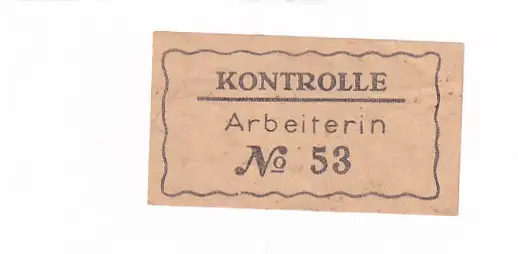 KONTROLLE
Arbeiterin
No 53